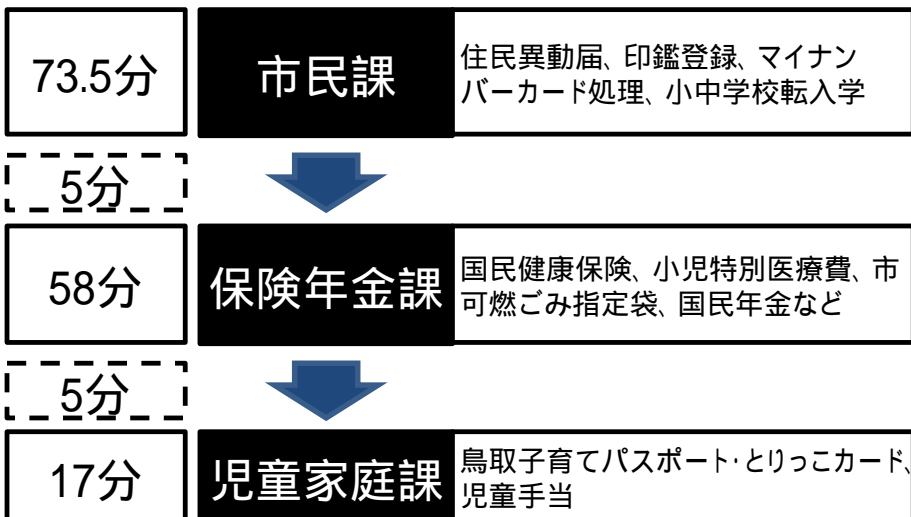 73.5分
市民課
住民異動届、印鑑登録、マイナン
バーカード処理、小中学校転入学
5分
58分
保険年金課
国民健康保険、小児特別医療費、市
可燃ごみ指定袋、国民年金など
5分
17分
児童家庭課
鳥取子育てパスポート・とりっこカード、
児童手当